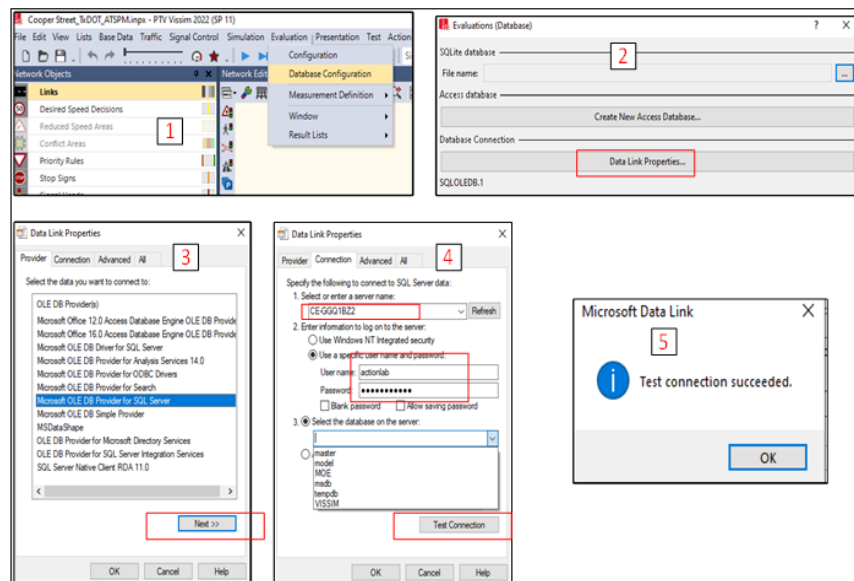 Cooper Street_TxDOT_ATSPM.inpx - PTV Vissim 2022 (SP 11)
File Edit View Lists Base Data Traffic Signal Control Simulation Evaluation Presentation Test Action
Configuration
Database Configuration
Measurement Definition
Window
Result Lists
Network Objects
Network Edit
Links
Desired Speed Decisions
Reduced Speed Areas
Conflict Areas
Priority Rules
Stop Signs
Signal Heads
1
Evaluations (Database) ? X
2
SQLite database
File name: ...
Access database
Create New Access Database...
Database Connection
Data Link Properties...
SQLOLEDB.1
Data Link Properties X
3
Provider Connection Advanced All
Select the data you want to connect to:
OLE DB Provider(s)
Microsoft Office 12.0 Access Database Engine OLE DB Provide
Microsoft Office 16.0 Access Database Engine OLE DB Provide
Microsoft OLE DB Driver for SQL Server
Microsoft OLE DB Provider for Analysis Services 14.0
Microsoft OLE DB Provider for ODBC Drivers
Microsoft OLE DB Provider for Search
Microsoft OLE DB Provider for SQL Server
Microsoft OLE DB Simple Provider
MSDataShape
OLE DB Provider for Microsoft Directory Services
OLE DB Provider for SQL Server Integration Services
SQL Server Native Client RDA 11.0
Next >>
OK Cancel Help
Data Link Properties X
4
Provider Connection Advanced All
Specify the following to connect to SQL Server data:
1. Select or enter a server name:
CE-GGQ1BZ2 Refresh
2. Enter information to log on to the server:
Use Windows NT Integrated security
Use a specific user name and password:
User name: actionlab
Password: ●●●●●●●●●●●
Blank password Allow saving password
3. Select the database on the server:
master
model
MOE
msdb
tempdb
VISSIM
Test Connection
OK Cancel Help
Microsoft Data Link X
5
Test connection succeeded.
OK